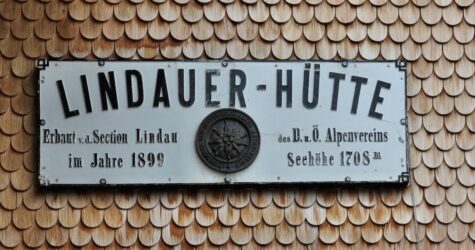 LINDAUER-HÜTTE
Erbaut v. d. Section Lindau
im Jahre 1899
des D. u. Ö. Alpenvereins
Seehöhe 1708 m.